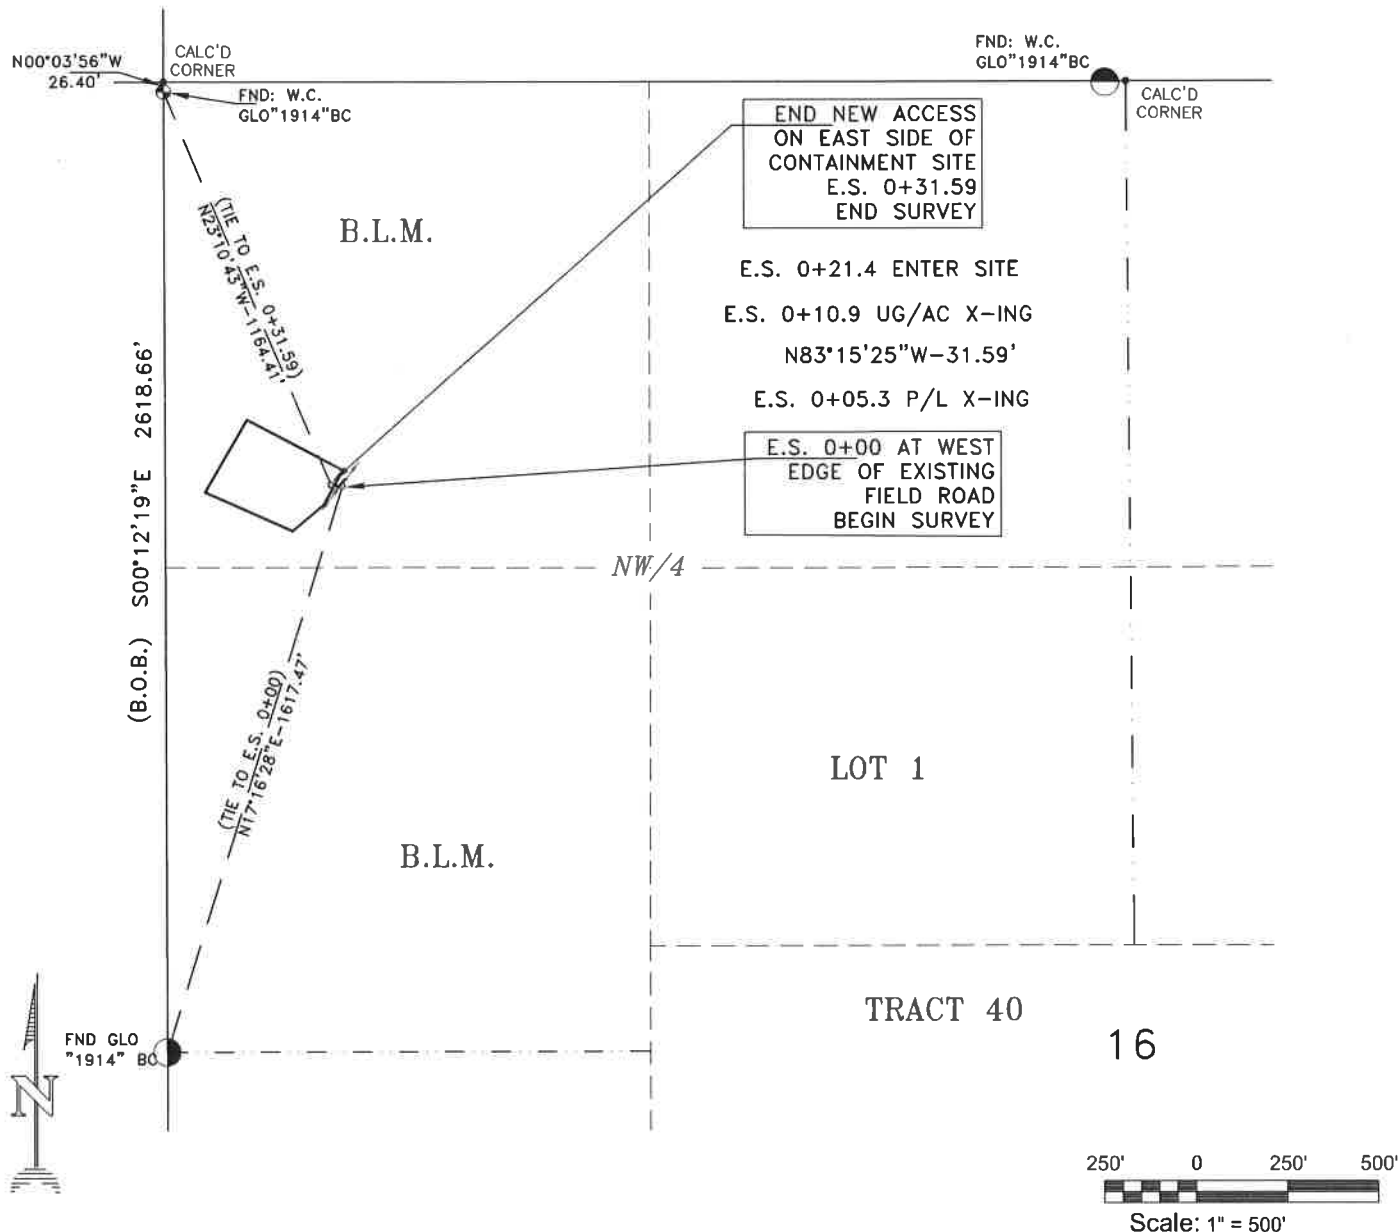 N00°03'56"W
26.40'
CALC'D
CORNER
FND: W.C.
GLO"1914"BC
FND: W.C.
GLO"1914"BC
CALC'D
CORNER
END NEW ACCESS
ON EAST SIDE OF
CONTAINMENT SITE
E.S. 0+31.59
END SURVEY
B.L.M.
(TIE TO E.S. 0+31.59)
N23°10'43"W-1164.41'
E.S. 0+21.4 ENTER SITE
E.S. 0+10.9 UG/AC X-ING
N83°15'25"W-31.59'
E.S. 0+05.3 P/L X-ING
E.S. 0+00 AT WEST
EDGE OF EXISTING
FIELD ROAD
BEGIN SURVEY
(B.O.B.) S00°12'19"E 2618.66'
NW/4
(TIE TO E.S. 0+00)
N17°16'28"E-1617.47'
LOT 1
B.L.M.
TRACT 40
16
FND GLO
"1914" BC
N
250' 0 250' 500'
Scale: 1" = 500'